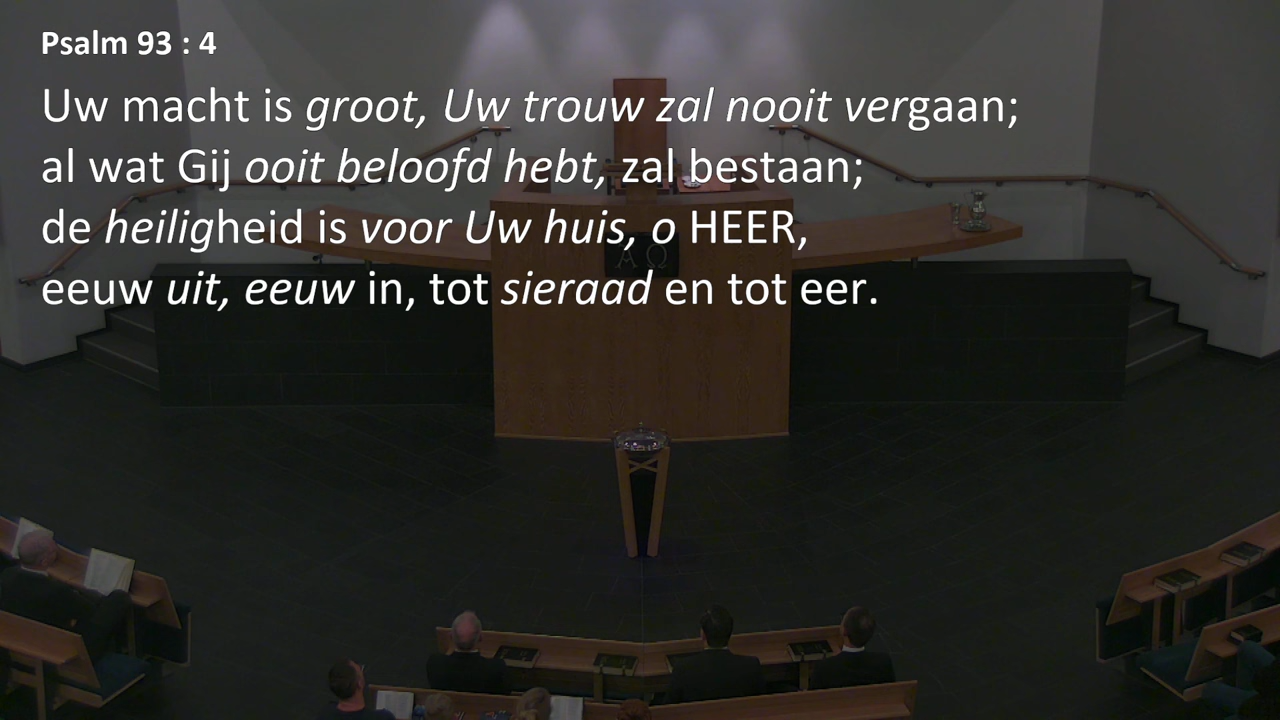 Psalm 93 : 4
Uw macht is groot, Uw trouw zal nooit vergaan;
al wat Gij ooit beloofd hebt, zal bestaan;
de heiligheid is voor Uw huis, o HEER,
eeuw uit, eeuw in, tot sieraad en tot eer.
Α Ω